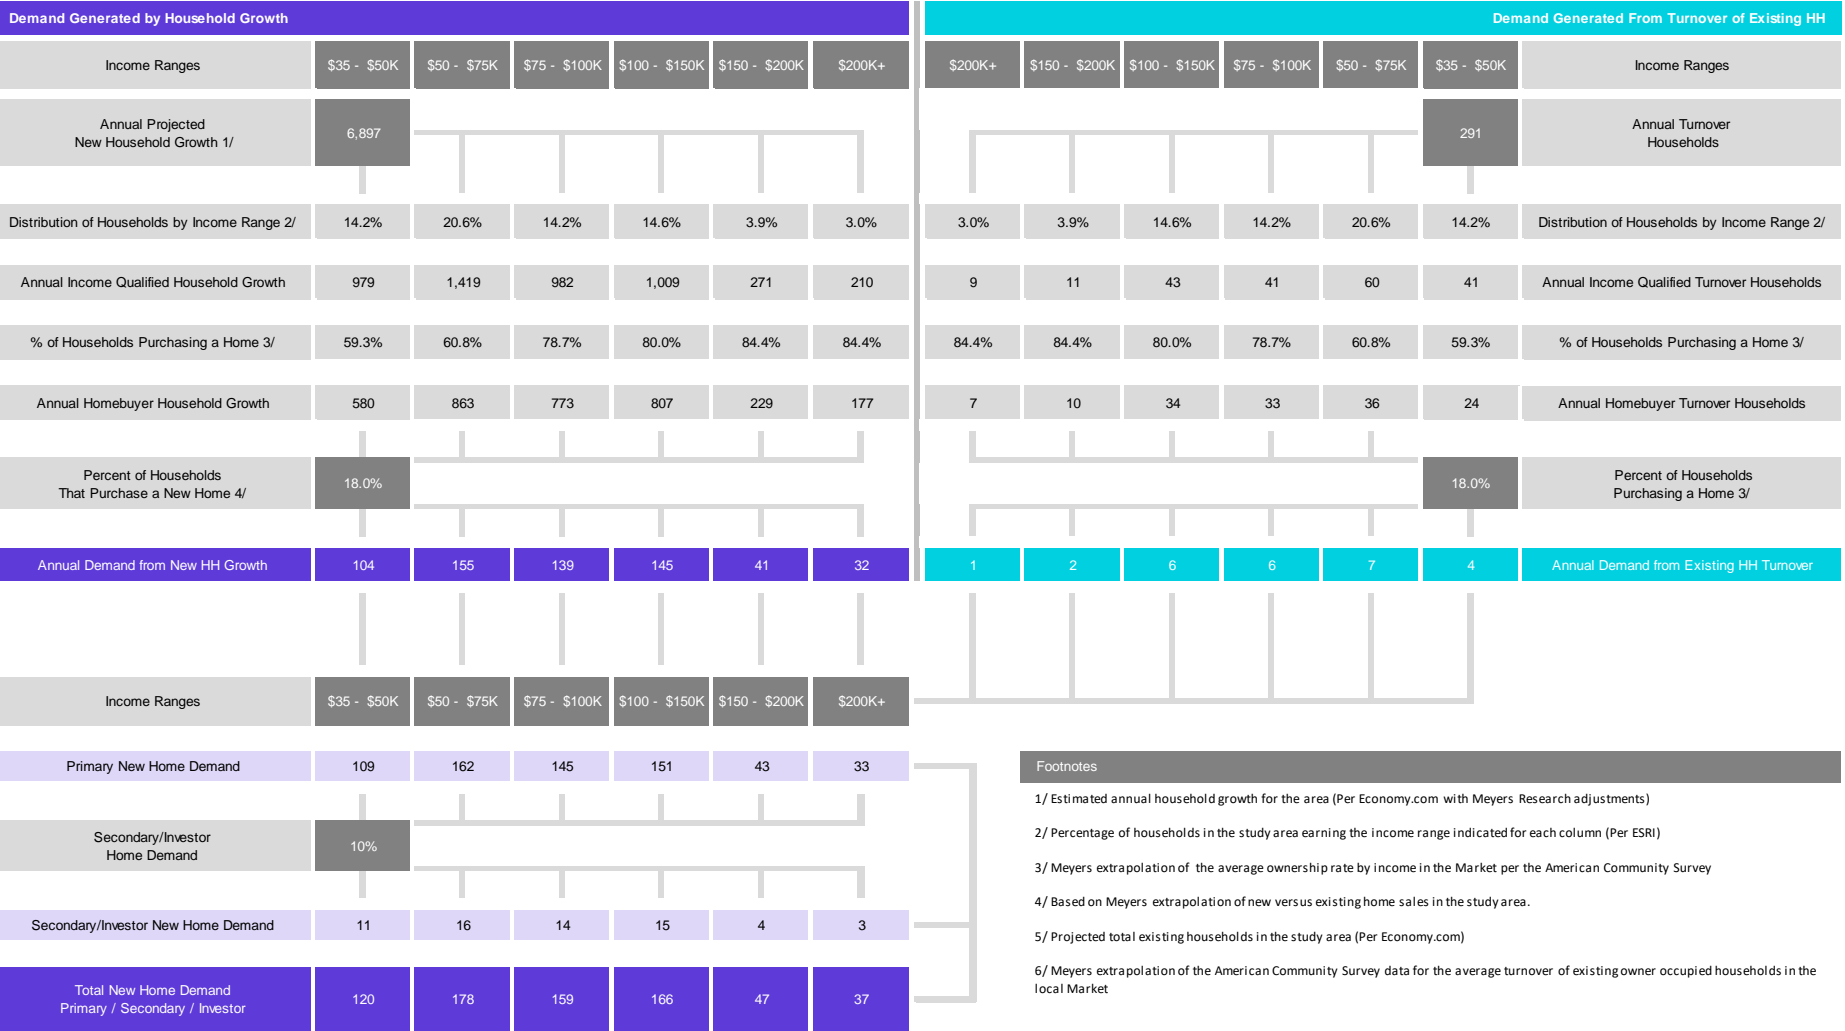 Demand Generated by Household Growth
Demand Generated From Turnover of Existing HH
Income Ranges $35 - $50K $50 - $75K $75 - $100K $100 - $150K $150 - $200K $200K+ $200K+ $150 - $200K $100 - $150K $75 - $100K $50 - $75K $35 - $50K Income Ranges
Annual Projected
New Household Growth 1/
6,897
291
Annual Turnover
Households
Distribution of Households by Income Range 2/ 14.2% 20.6% 14.2% 14.6% 3.9% 3.0% 3.0% 3.9% 14.6% 14.2% 20.6% 14.2% Distribution of Households by Income Range 2/
Annual Income Qualified Household Growth 979 1,419 982 1,009 271 210 9 11 43 41 60 41 Annual Income Qualified Turnover Households
% of Households Purchasing a Home 3/ 59.3% 60.8% 78.7% 80.0% 84.4% 84.4% 84.4% 84.4% 80.0% 78.7% 60.8% 59.3% % of Households Purchasing a Home 3/
Annual Homebuyer Household Growth 580 863 773 807 229 177 7 10 34 33 36 24 Annual Homebuyer Turnover Households
Percent of Households
That Purchase a New Home 4/
18.0%
18.0%
Percent of Households
Purchasing a Home 3/
Annual Demand from New HH Growth 104 155 139 145 41 32 1 2 6 6 7 4 Annual Demand from Existing HH Turnover
Income Ranges $35 - $50K $50 - $75K $75 - $100K $100 - $150K $150 - $200K $200K+
Primary New Home Demand 109 162 145 151 43 33
Secondary/Investor
Home Demand
10%
Secondary/Investor New Home Demand 11 16 14 15 4 3
Total New Home Demand
Primary / Secondary / Investor
120 178 159 166 47 37
Footnotes
1/ Estimated annual household growth for the area (Per Economy.com with Meyers Research adjustments)
2/ Percentage of households in the study area earning the income range indicated for each column (Per ESRI)
3/ Meyers extrapolation of the average ownership rate by income in the Market per the American Community Survey
4/ Based on Meyers extrapolation of new versus existing home sales in the study area.
5/ Projected total existing households in the study area (Per Economy.com)
6/ Meyers extrapolation of the American Community Survey data for the average turnover of existing owner occupied households in the
local Market